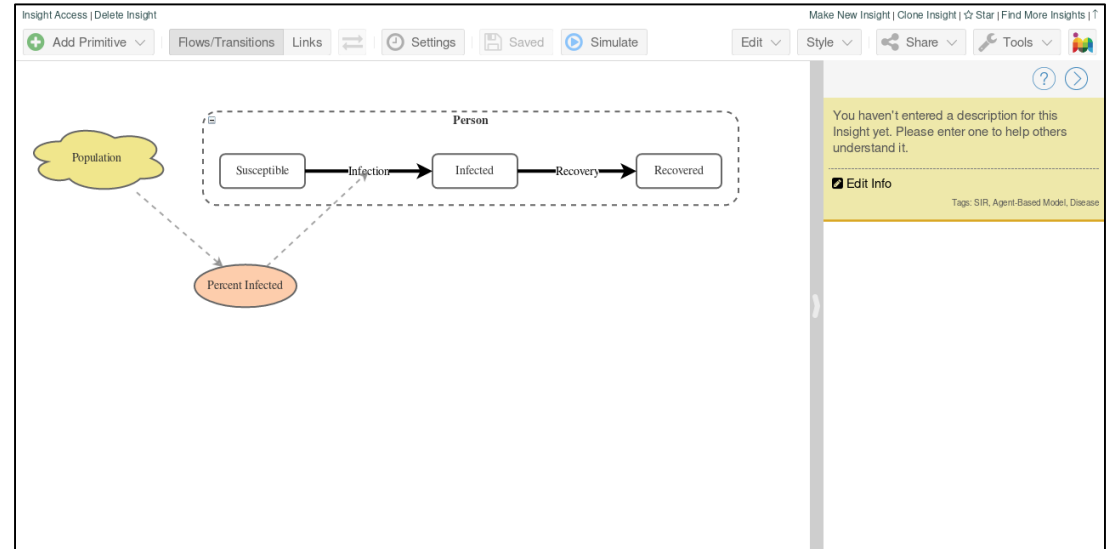 Insight Access | Delete Insight
Make New Insight | Clone Insight | ☆ Star | Find More Insights | ↑
Add Primitive Flows/Transitions Links Settings Saved Simulate Edit Style Share Tools
Person
Population
Susceptible Infection Infected Recovery Recovered
Percent Infected
You haven't entered a description for this
Insight yet. Please enter one to help others
understand it.
Edit Info
Tags: SIR, Agent-Based Model, Disease